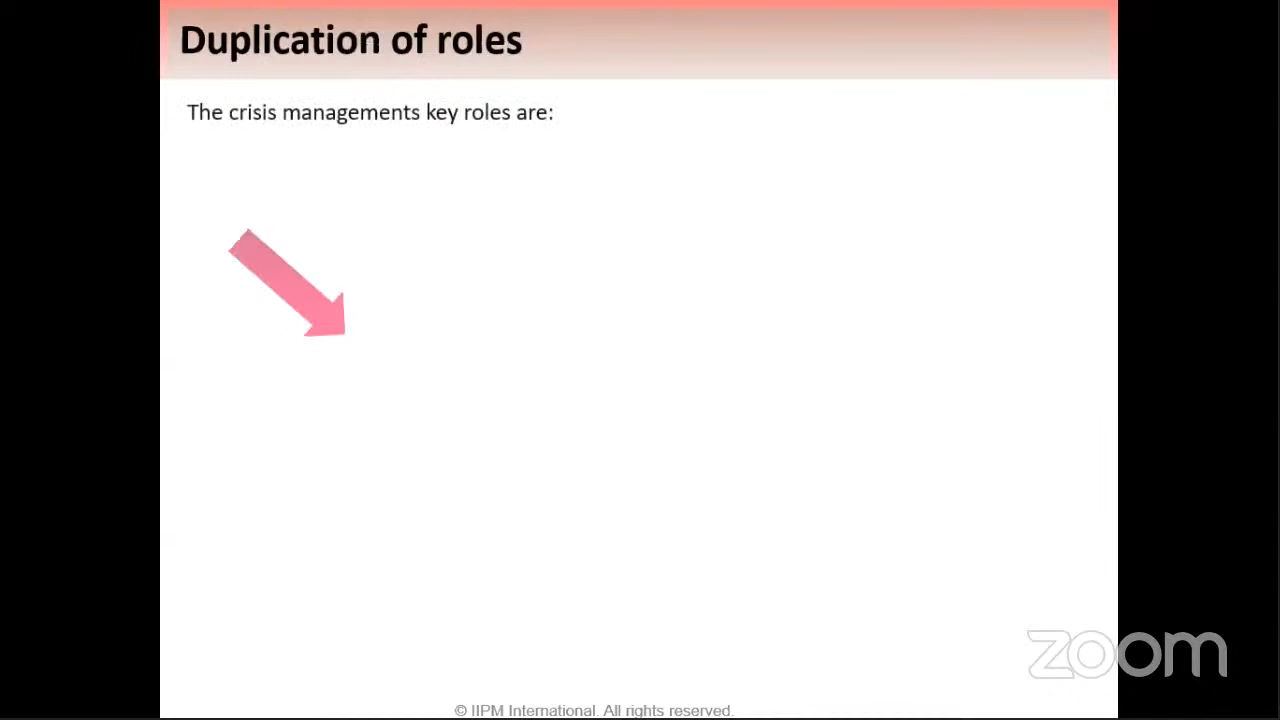 Duplication of roles
The crisis managements key roles are:
zoom
© IIPM International. All rights reserved.